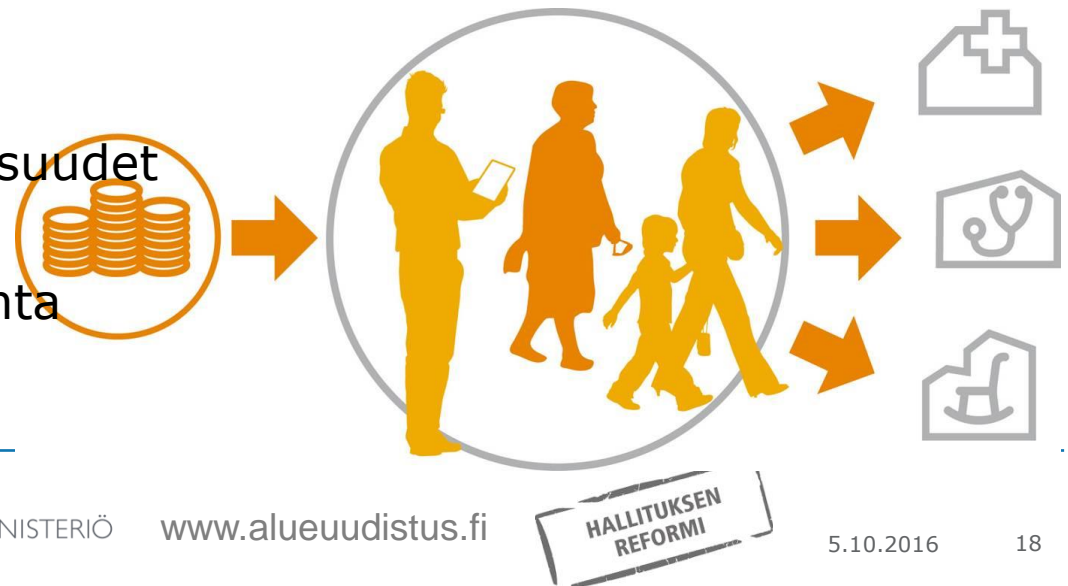 suudet
nta
NISTERIÖ www.alueuudistus.fi
HALLITUKSEN
REFORMI
5.10.2016 18